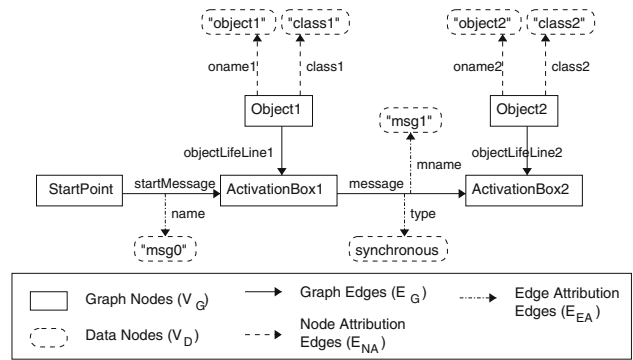 "object1" "class1" "object2" "class2"
oname1 class1 oname2 class2
Object1 "msg1" Object2
objectLifeLine1 mname objectLifeLine2
StartPoint startMessage ActivationBox1 message ActivationBox2
name type
"msg0" synchronous
Graph Nodes (V_G) Graph Edges (E_G) Edge Attribution
Edges (E_EA)
Data Nodes (V_D) Node Attribution
Edges (E_NA)